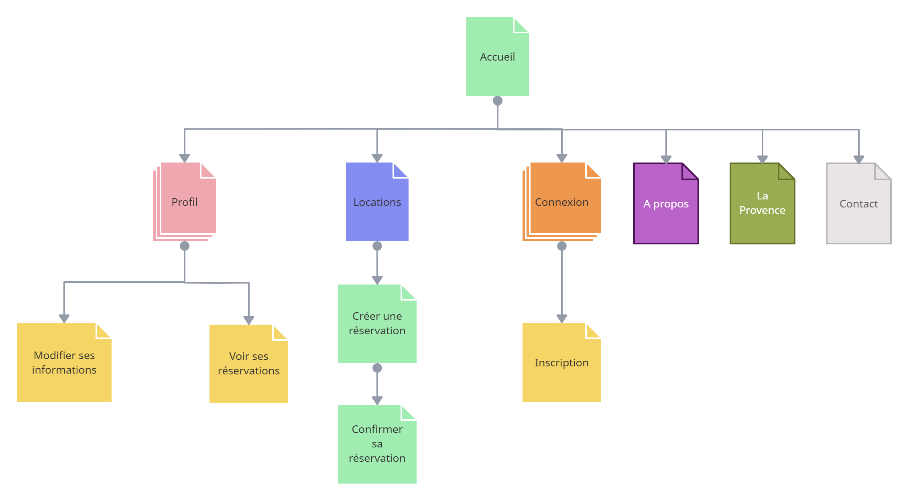 Accueil
Profil
Locations
Connexion
A propos
La
Provence
Contact
Modifier ses
informations
Voir ses
réservations
Créer une
réservation
Inscription
Confirmer
sa
réservation